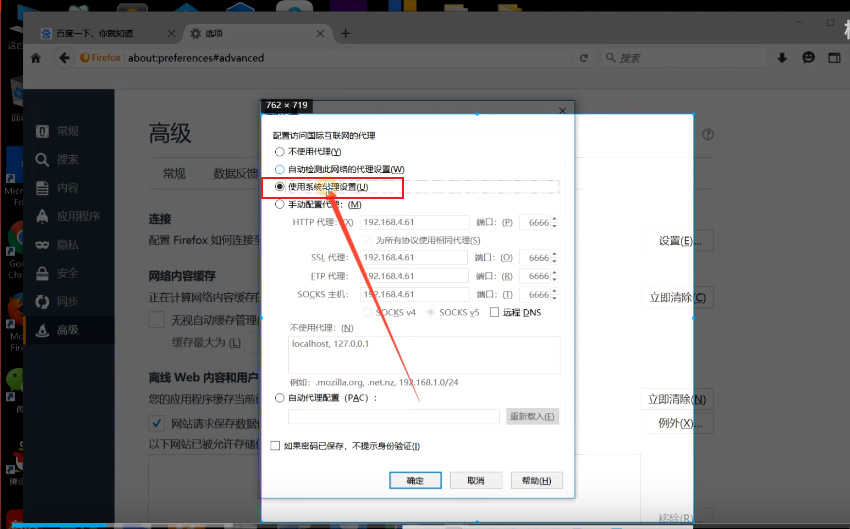 百度一下，你就知道
选项
Firefox
about:preferences#advanced
搜索
762 × 719
常规
搜索
内容
应用程序
隐私
安全
同步
高级
高级
常规
数据反馈
连接
配置 Firefox 如何连接至
设置(E)...
网络内容缓存
正在计算网络内容缓存的
立即清除(C)
无视自动缓存管理(
缓存最大为 (L)
离线 Web 内容和用户
您的应用程序缓存当前
立即清除(N)
网站请求保存数据
例外(X)...
以下网站已被允许存储
移除(R)
配置访问国际互联网的代理
不使用代理(Y)
自动检测此网络的代理设置(W)
使用系统代理设置(U)
手动配置代理：(M)
HTTP 代理：(X) 192.168.4.61 端口：(P) 6666
为所有协议使用相同代理(S)
SSL 代理： 192.168.4.61 端口：(O) 6666
FTP 代理： 192.168.4.61 端口：(R) 6666
SOCKS 主机： 192.168.4.61 端口：(T) 6666
SOCKS v4 SOCKS v5 远程 DNS
不使用代理：(N)
localhost, 127.0.0.1
例如：.mozilla.org, .net.nz, 192.168.1.0/24
自动代理配置（PAC）：
重新载入(E)
如果密码已保存，不提示身份验证(I)
确定 取消 帮助(H)